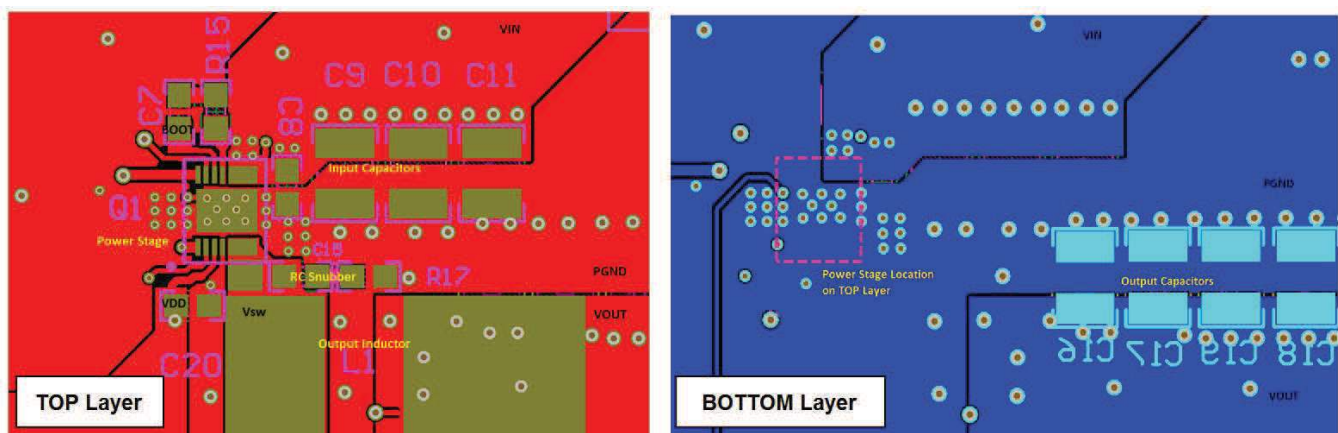 VIN
R15
C9
C10
C11
C7
C8
BOOT
Input Capacitors
Q1
Power Stage
RC Snubber
R17
PGND
VDD
Vsw
VOUT
Output Inductor
L1
C20
TOP Layer
VIN
PGND
Power Stage Location
on TOP Layer
Output Capacitors
C16
C17
C19
C18
VOUT
BOTTOM Layer